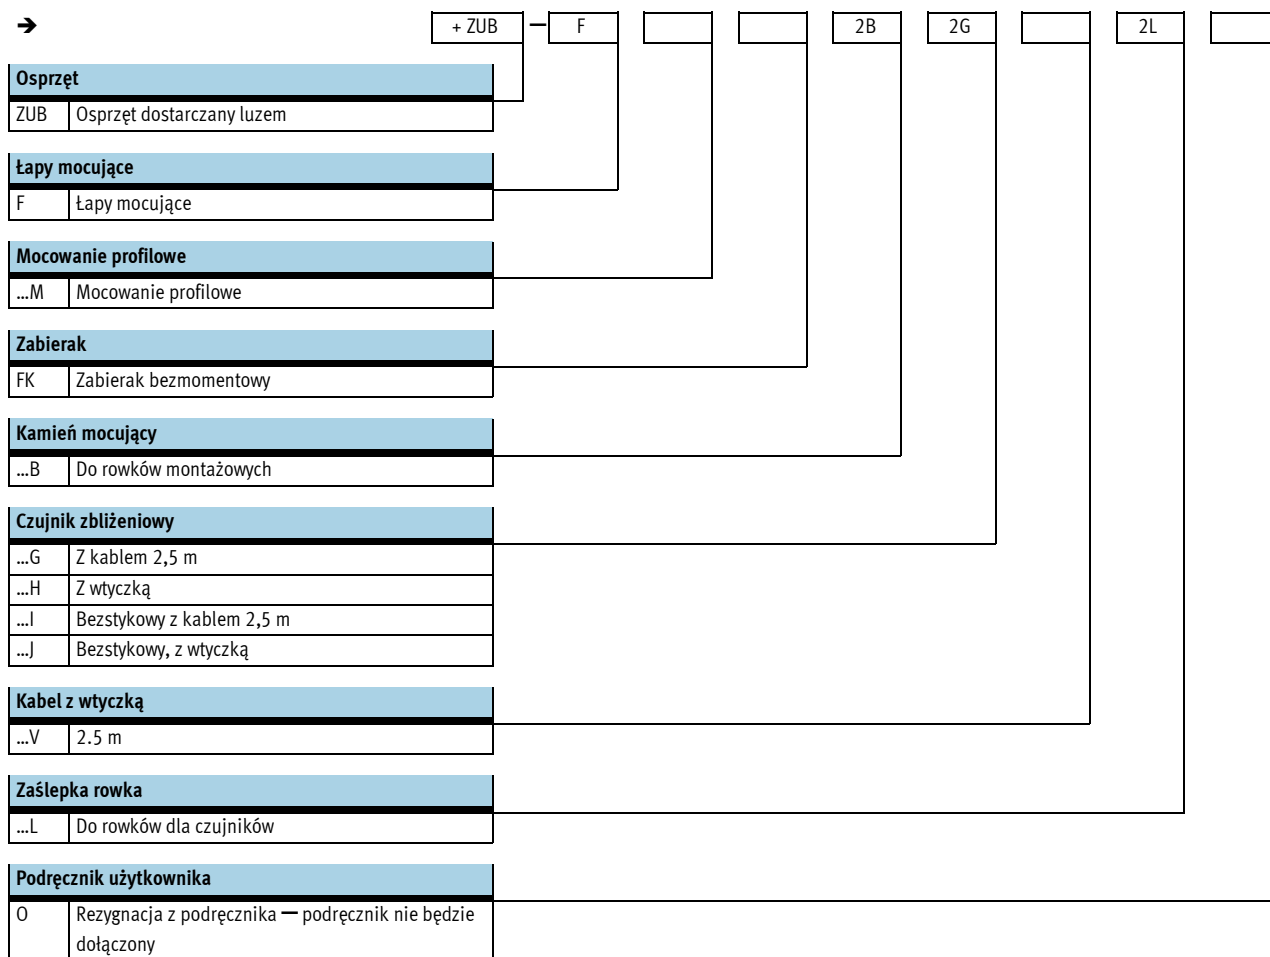 ➔ + ZUB – F 2B 2G 2L
Osprzęt
ZUB Osprzęt dostarczany luzem
Łapy mocujące
F Łapy mocujące
Mocowanie profilowe
…M Mocowanie profilowe
Zabierak
FK Zabierak bezmomentowy
Kamień mocujący
…B Do rowków montażowych
Czujnik zbliżeniowy
…G Z kablem 2,5 m
…H Z wtyczką
…I Bezstykowy z kablem 2,5 m
…J Bezstykowy, z wtyczką
Kabel z wtyczką
…V 2.5 m
Zaślepka rowka
…L Do rowków dla czujników
Podręcznik użytkownika
O Rezygnacja z podręcznika – podręcznik nie będzie
dołączony